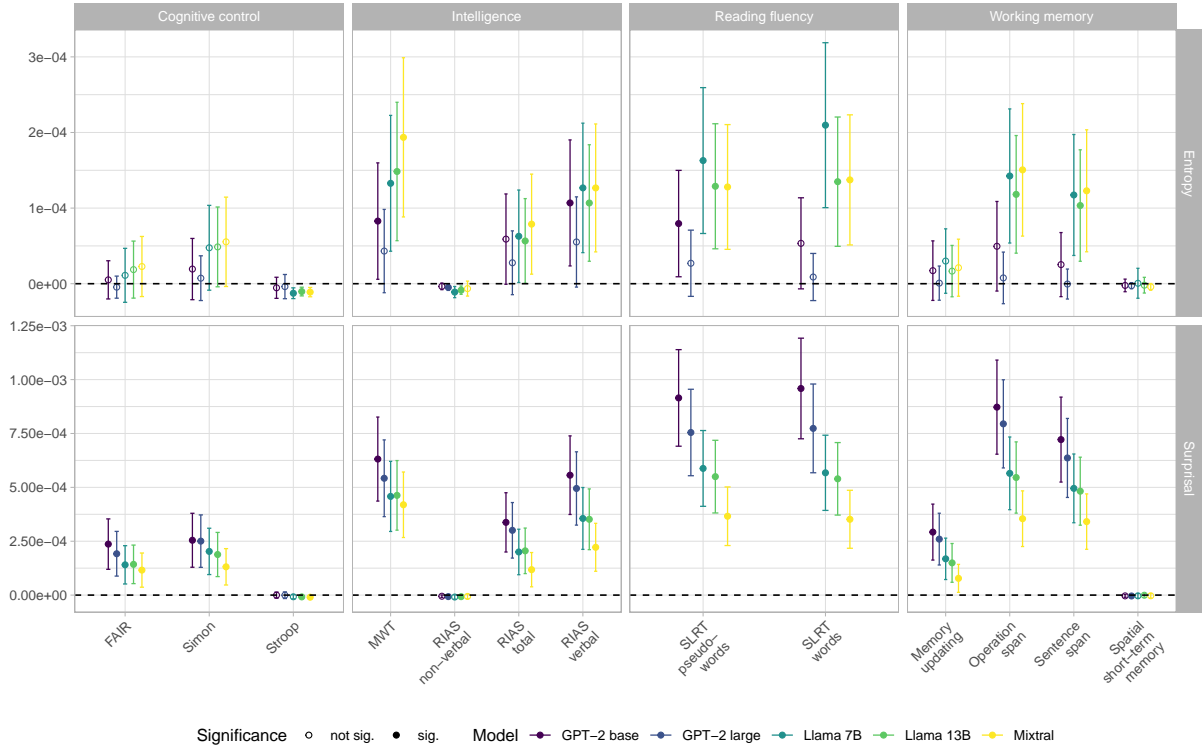 Cognitive control
Intelligence
Reading fluency
Working memory
3e−04
2e−04
1e−04
0e+00
Entropy
1.25e−03
1.00e−03
7.50e−04
5.00e−04
2.50e−04
0.00e+00
Surprisal
FAIR
Simon
Stroop
MWT
RIAS
non−verbal
RIAS
total
RIAS
verbal
SLRT
pseudo−
words
SLRT
words
Memory
updating
Operation
span
Sentence
span
Spatial
short−term
memory
Significance not sig. sig. Model GPT−2 base GPT−2 large Llama 7B Llama 13B Mixtral